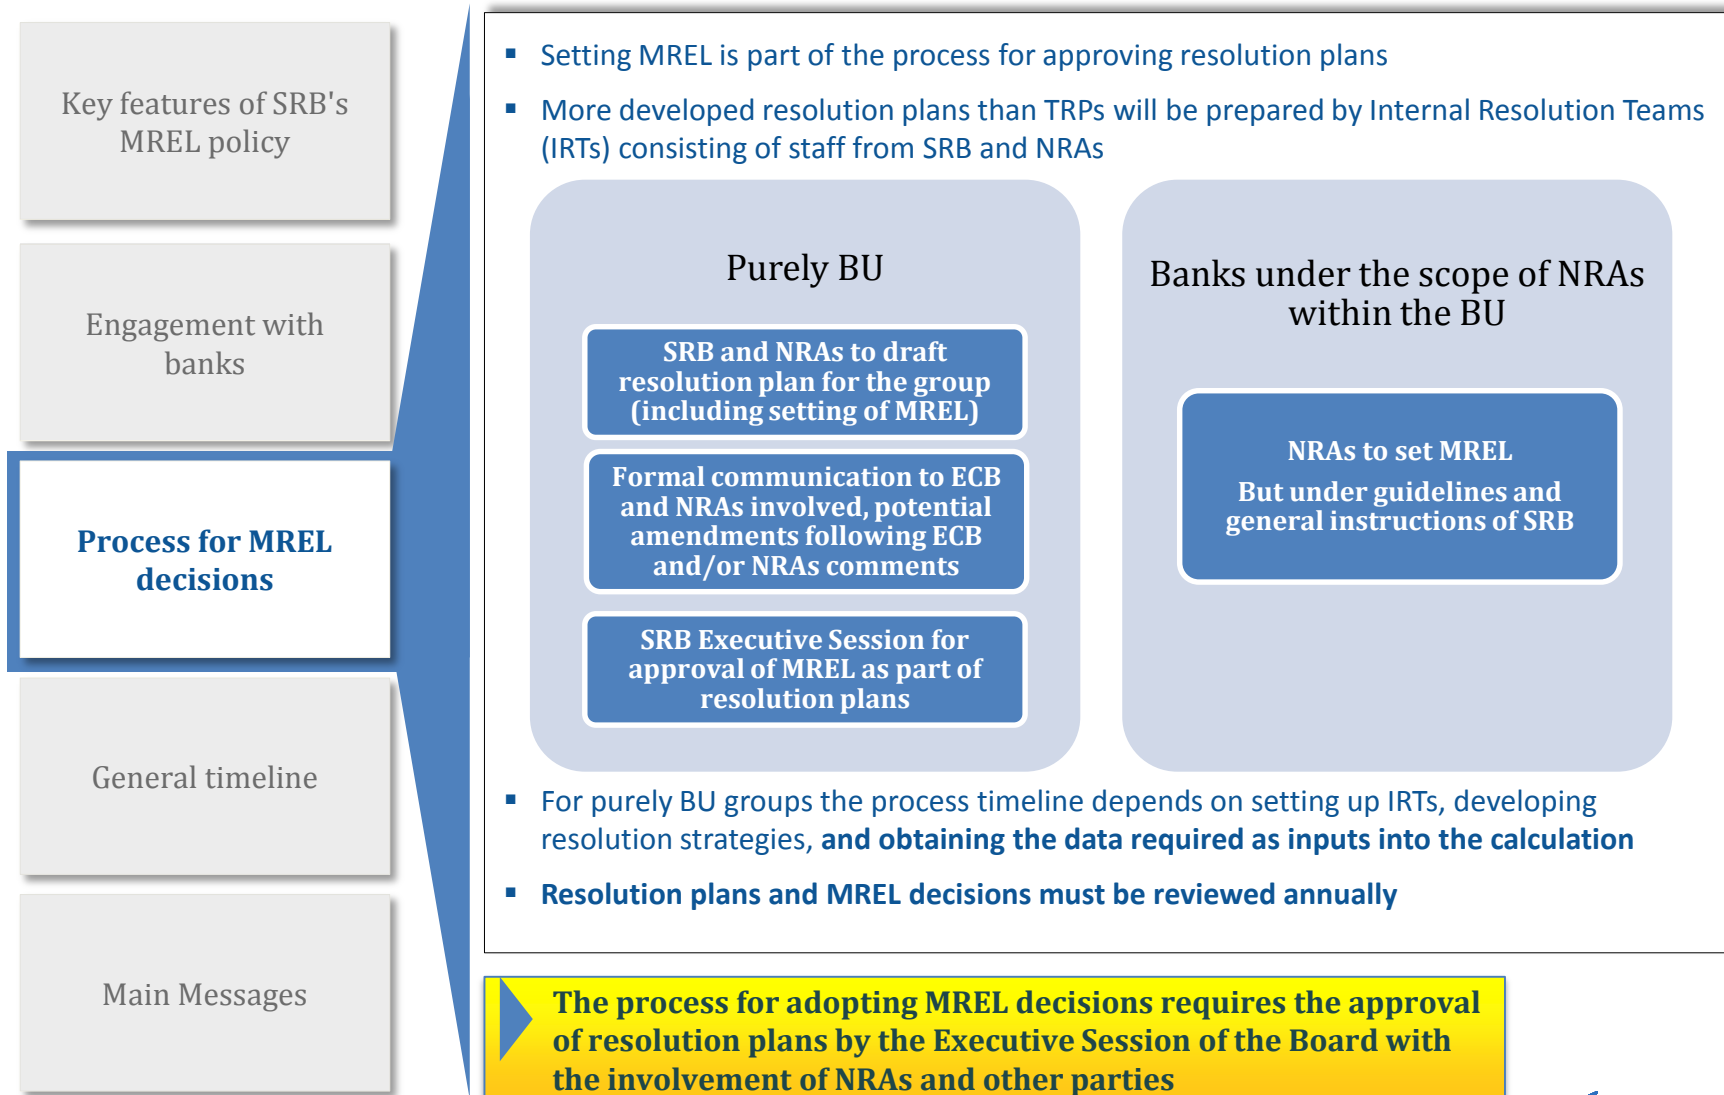 Key features of SRB's
MREL policy
Engagement with
banks
Process for MREL
decisions
General timeline
Main Messages
Setting MREL is part of the process for approving resolution plans
More developed resolution plans than TRPs will be prepared by Internal Resolution Teams
(IRTs) consisting of staff from SRB and NRAs
Purely BU
SRB and NRAs to draft
resolution plan for the group
(including setting of MREL)
Formal communication to ECB
and NRAs involved, potential
amendments following ECB
and/or NRAs comments
SRB Executive Session for
approval of MREL as part of
resolution plans
Banks under the scope of NRAs
within the BU
NRAs to set MREL
But under guidelines and
general instructions of SRB
For purely BU groups the process timeline depends on setting up IRTs, developing
resolution strategies, and obtaining the data required as inputs into the calculation
Resolution plans and MREL decisions must be reviewed annually
The process for adopting MREL decisions requires the approval
of resolution plans by the Executive Session of the Board with
the involvement of NRAs and other parties